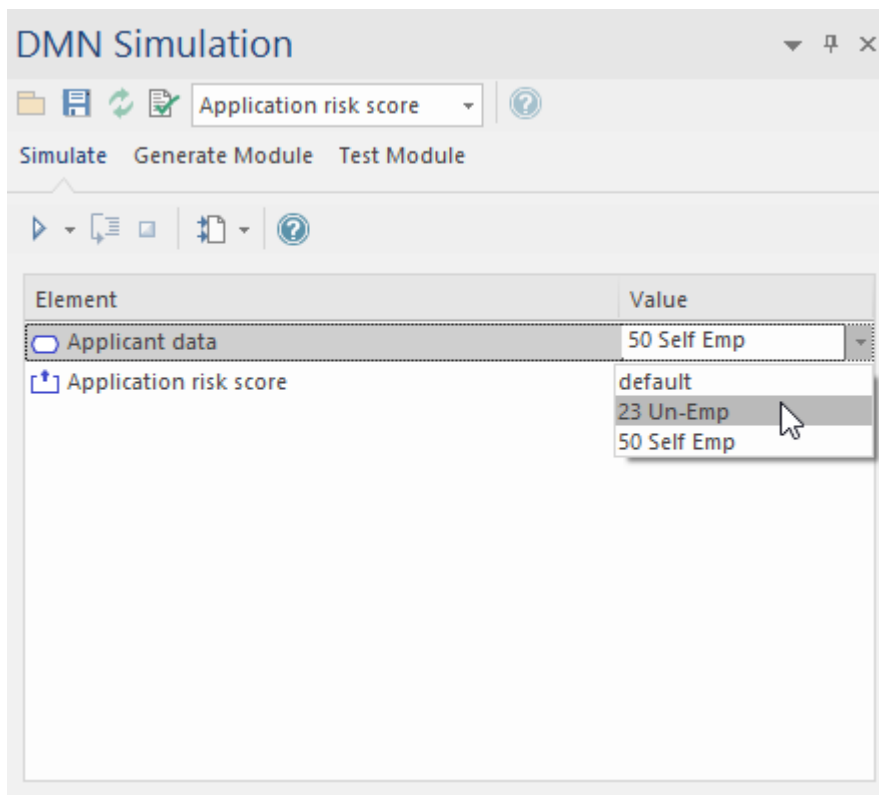 DMN Simulation
Application risk score
Simulate Generate Module Test Module
Element Value
Applicant data 50 Self Emp
Application risk score default
23 Un-Emp
50 Self Emp